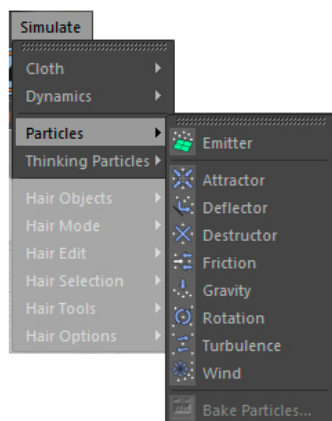 Simulate
Cloth
Dynamics
Particles
Thinking Particles
Hair Objects
Hair Mode
Hair Edit
Hair Selection
Hair Tools
Hair Options
Emitter
Attractor
Deflector
Destructor
Friction
Gravity
Rotation
Turbulence
Wind
Bake Particles...